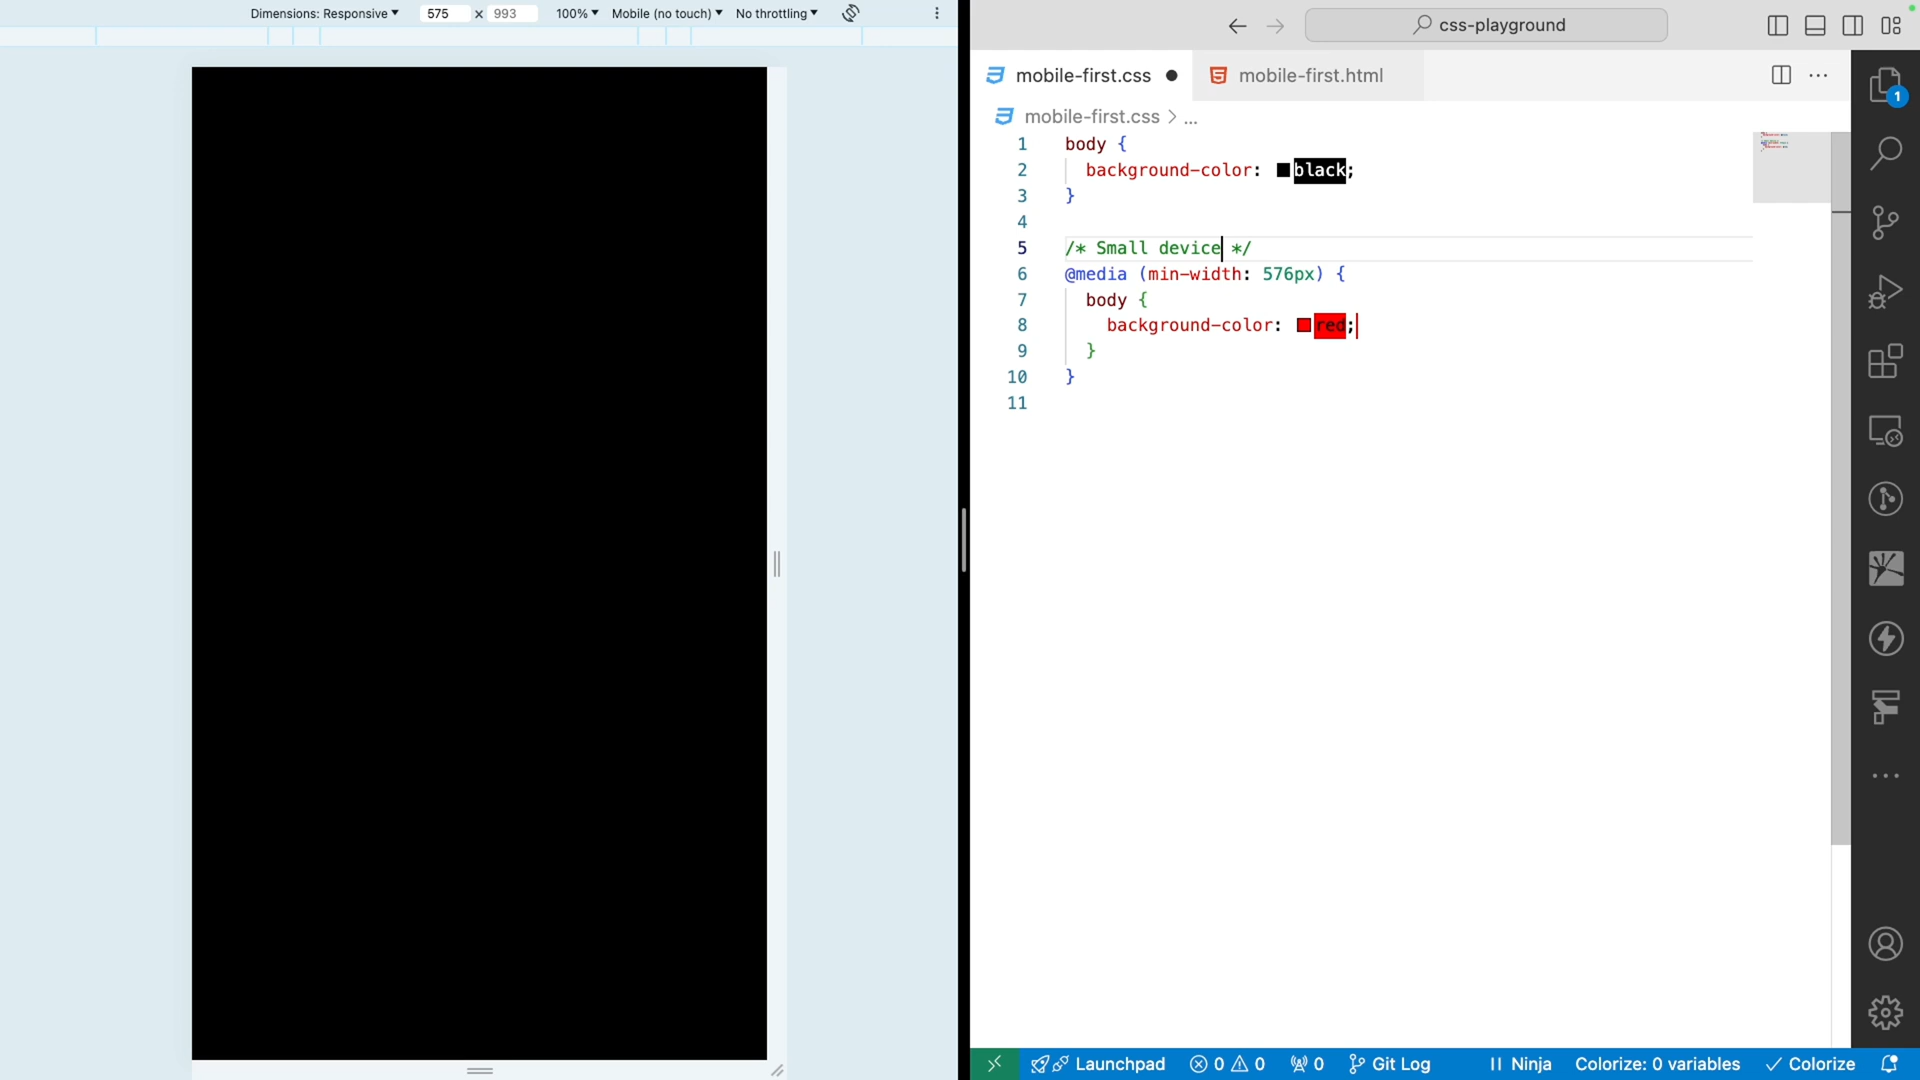 Dimensions: Responsive 575 × 993 100% Mobile (no touch) No throttling
css-playground
mobile-first.css mobile-first.html
mobile-first.css > ...
1 body {
2 background-color: black;
3 }
4
5 /* Small device */
6 @media (min-width: 576px) {
7 body {
8 background-color: red;
9 }
10 }
11
1
Launchpad 0 0 0 Git Log Ninja Colorize: 0 variables Colorize